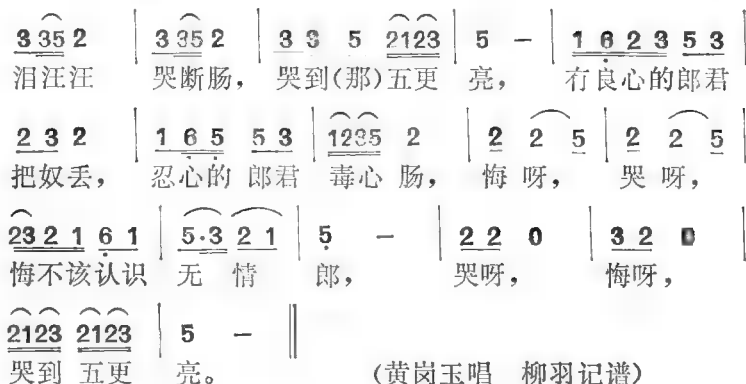 3 35 2 | 3 35 2 | 3 3 5 2123 | 5 — | 1 6 2 3 5 3 |
泪汪汪 哭断肠， 哭到(那)五更 亮， 冇良心的郎君
2 3 2 | 1 6 5 5 3 | 1235 2 | 2 2 5 | 2 2 5 |
把奴丢， 忍心的 郎君 毒心 肠， 悔 呀， 哭 呀，
23 2 1 6 1 | 5·3 2 1 | 5 — | 2 2 0 | 3 2 0 |
悔不该认识 无 情 郎， 哭呀， 悔呀，
2123 2123 | 5 — ‖
哭到 五更 亮。 (黄岗玉唱 柳羽记谱)